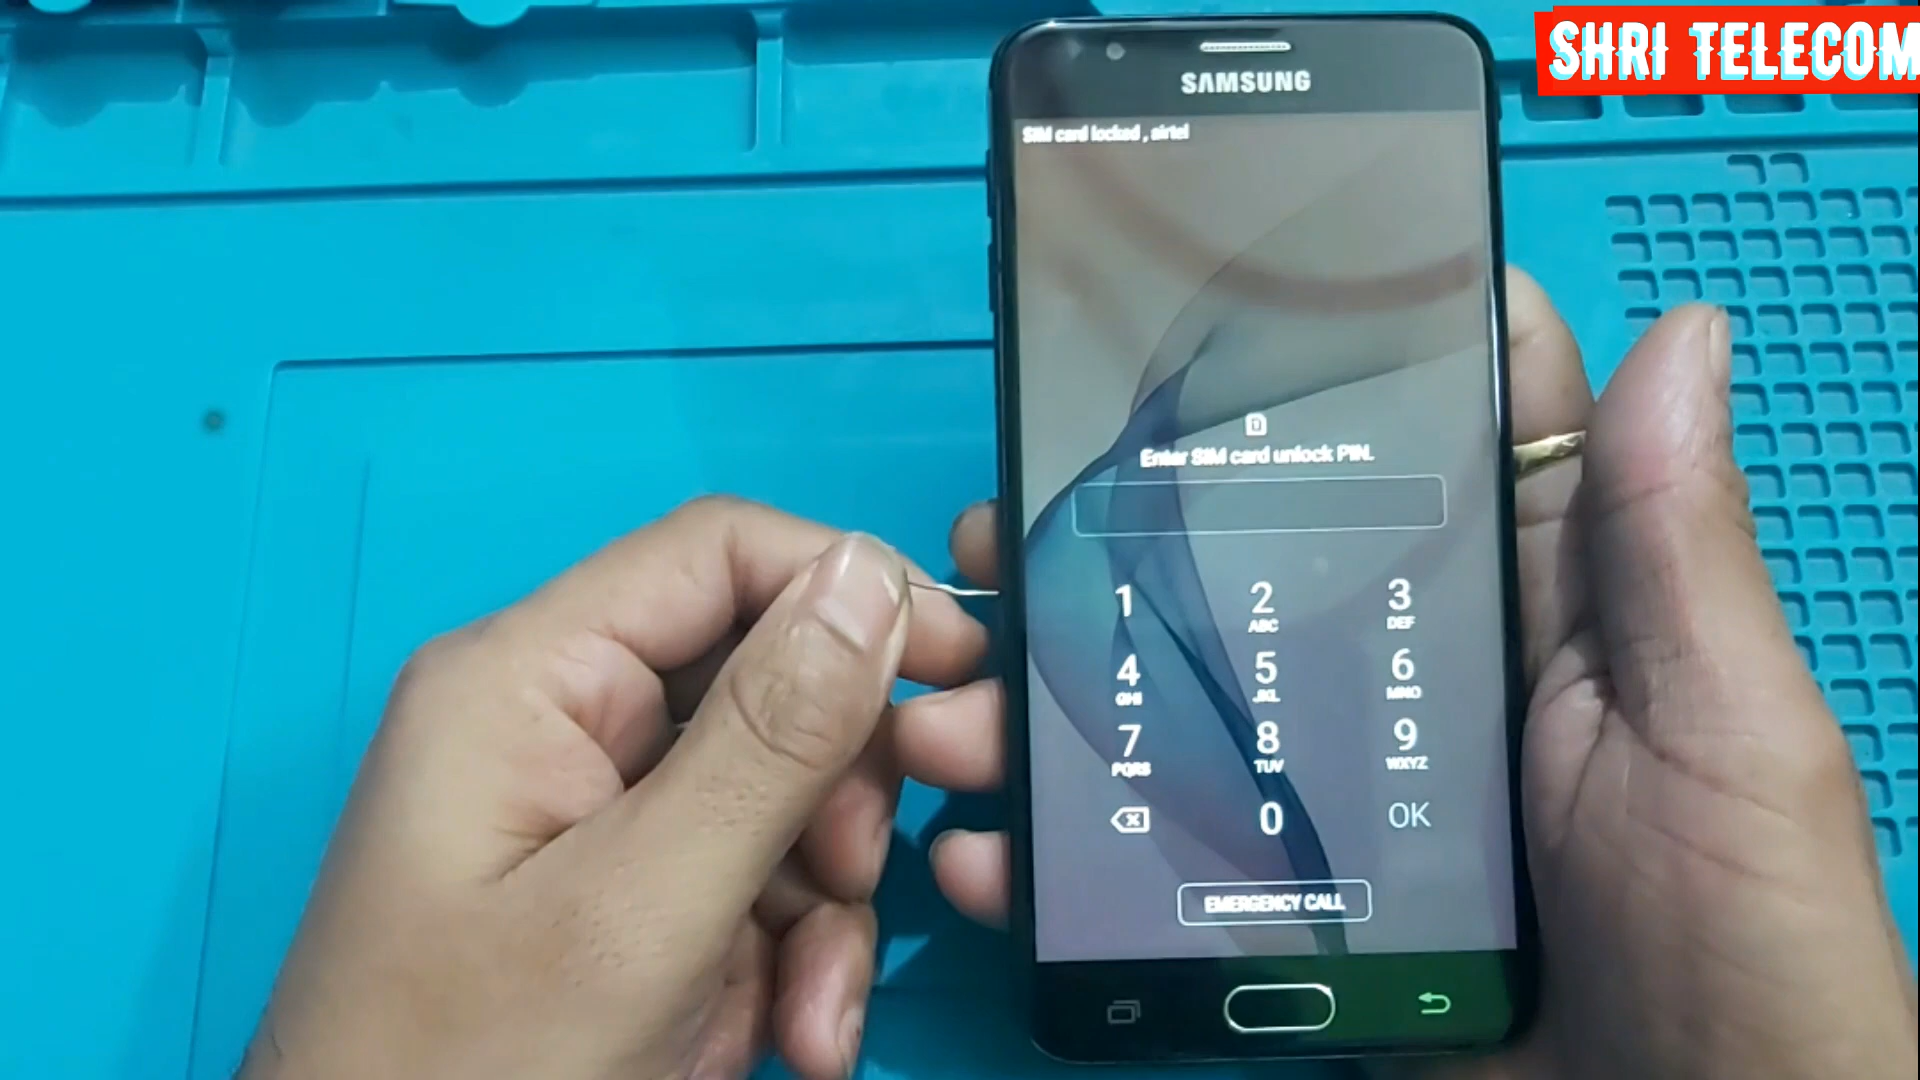 SHRI TELECOM
SAMSUNG
SIM card locked , airtel
Enter SIM card unlock PIN.
1
2
3
ABC
DEF
4
5
6
GHI
JKL
MNO
7
8
9
PQRS
TUV
WXYZ
0
OK
EMERGENCY CALL